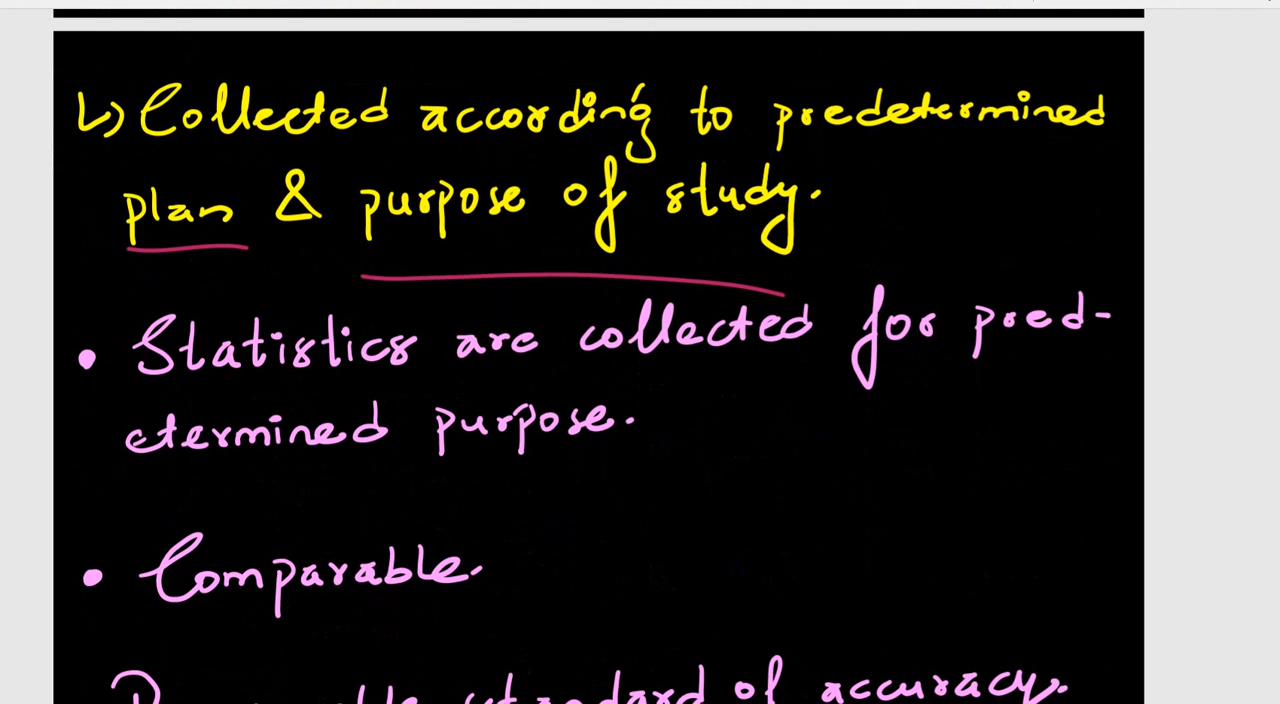 ↳ Collected according to predetermined
plan & purpose of study.
• Statistics are collected for pred-
etermined purpose.
• Comparable.
standard of accuracy.